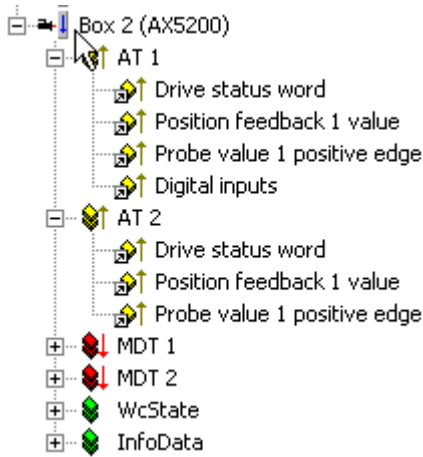 Box 2 (AX5200)
AT 1
Drive status word
Position feedback 1 value
Probe value 1 positive edge
Digital inputs
AT 2
Drive status word
Position feedback 1 value
Probe value 1 positive edge
MDT 1
MDT 2
WcState
InfoData